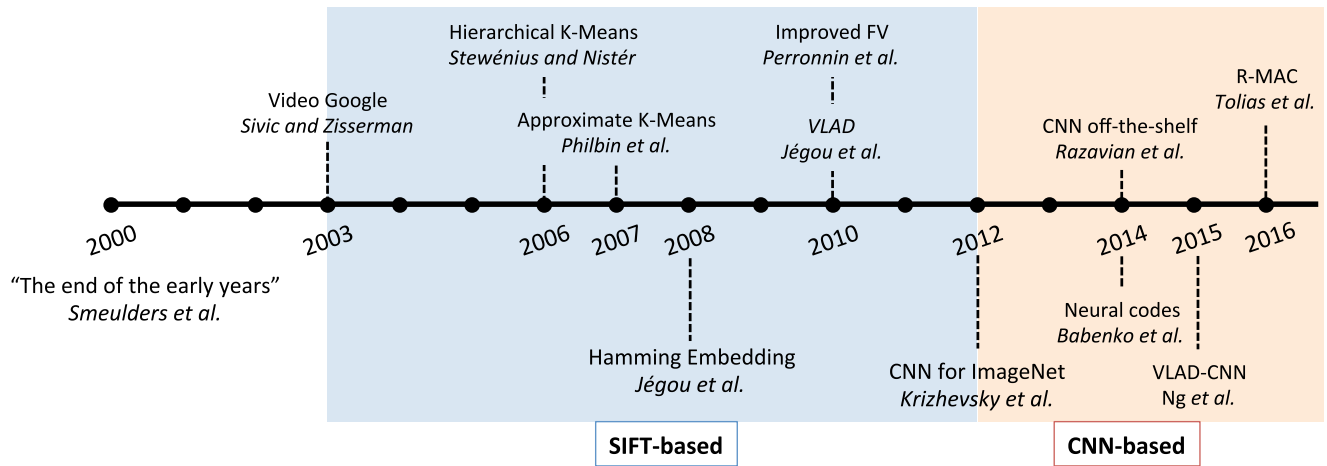 Hierarchical K-Means
Stewénius and Nistér
Improved FV
Perronnin et al.
R-MAC
Tolias et al.
Video Google
Sivic and Zisserman
Approximate K-Means
Philbin et al.
VLAD
Jégou et al.
CNN off-the-shelf
Razavian et al.
2000
2003
2006
2007
2008
2010
2012
2014
2015
2016
“The end of the early years”
Smeulders et al.
Hamming Embedding
Jégou et al.
CNN for ImageNet
Krizhevsky et al.
Neural codes
Babenko et al.
VLAD-CNN
Ng et al.
SIFT-based
CNN-based